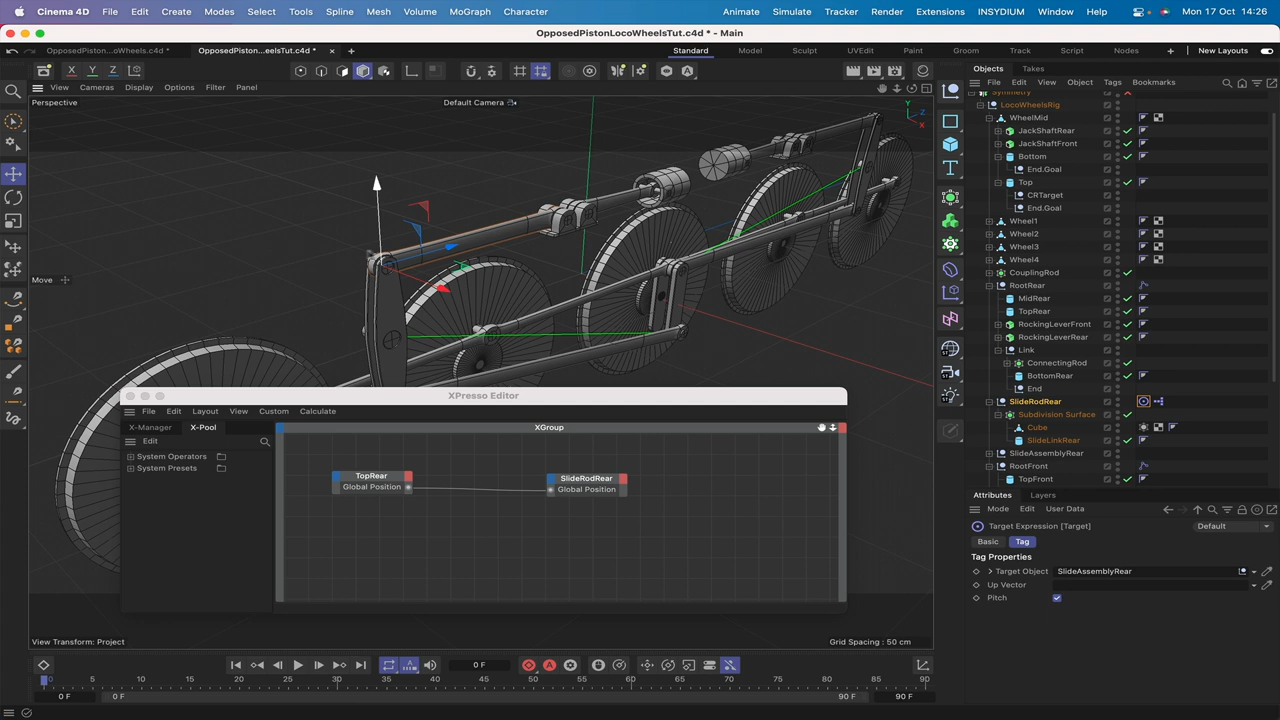 Cinema 4D File Edit Create Modes Select Tools Spline Mesh Volume MoGraph Character Animate Simulate Tracker Render Extensions INSYDIUM Window Help Mon 17 Oct 14:26
OpposedPistonLocoWheelsTut.c4d * - Main
OpposedPiston...oWheels.c4d * OpposedPiston...eelsTut.c4d * Standard Model Sculpt UVEdit Paint Groom Track Script Nodes New Layouts
X Y Z
View Cameras Display Options Filter Panel
Perspective
Default Camera
Y
Z
X
Move
View Transform: Project
Grid Spacing : 50 cm
XPresso Editor
File Edit Layout View Custom Calculate
X-Manager X-Pool
Edit
System Operators
System Presets
XGroup
TopRear
Global Position
SlideRodRear
Global Position
Objects Takes
File Edit View Object Tags Bookmarks
Symmetry
LocoWheelsRig
WheelMid
JackShaftRear
JackShaftFront
Bottom
End.Goal
Top
CRTarget
End.Goal
Wheel1
Wheel2
Wheel3
Wheel4
CouplingRod
RootRear
MidRear
TopRear
RockingLeverFront
RockingLeverRear
Link
ConnectingRod
BottomRear
End
SlideRodRear
Subdivision Surface
Cube
SlideLinkRear
SlideAssemblyRear
RootFront
TopFront
Attributes Layers
Mode Edit User Data
Target Expression [Target] Default
Basic Tag
Tag Properties
Target Object SlideAssemblyRear
Up Vector
Pitch
0 F
0 5 10 15 20 25 30 35 40 45 50 55 60 65 70 75 80 85 90
0 F 0 F 90 F 90 F